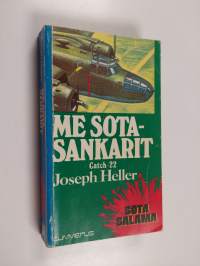 ME SOTA-
SANKARIT
Catch-22
Joseph Heller
SOTA
SALAMA